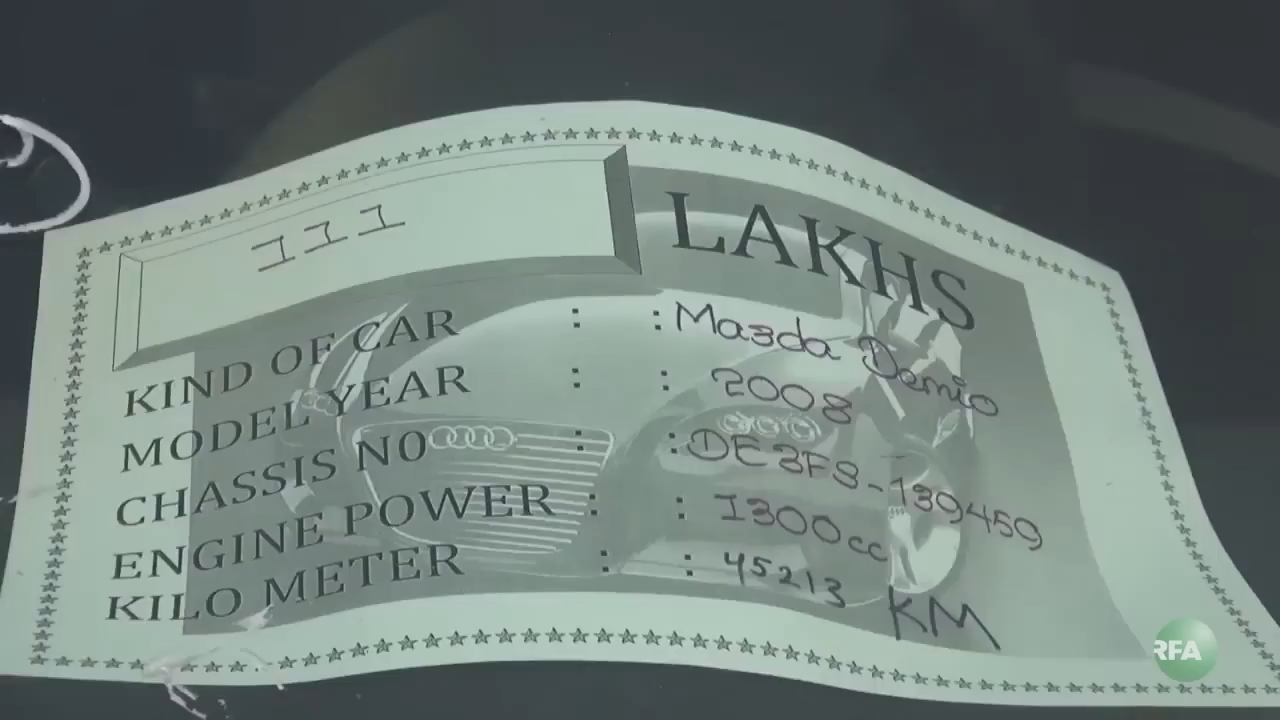 111 LAKHS
KIND OF CAR : : Mazda Demio
MODEL YEAR : : 2008
CHASSIS NO : : DE3FS-139459
ENGINE POWER : : 1300cc
KILO METER : : 45213 KM
RFA